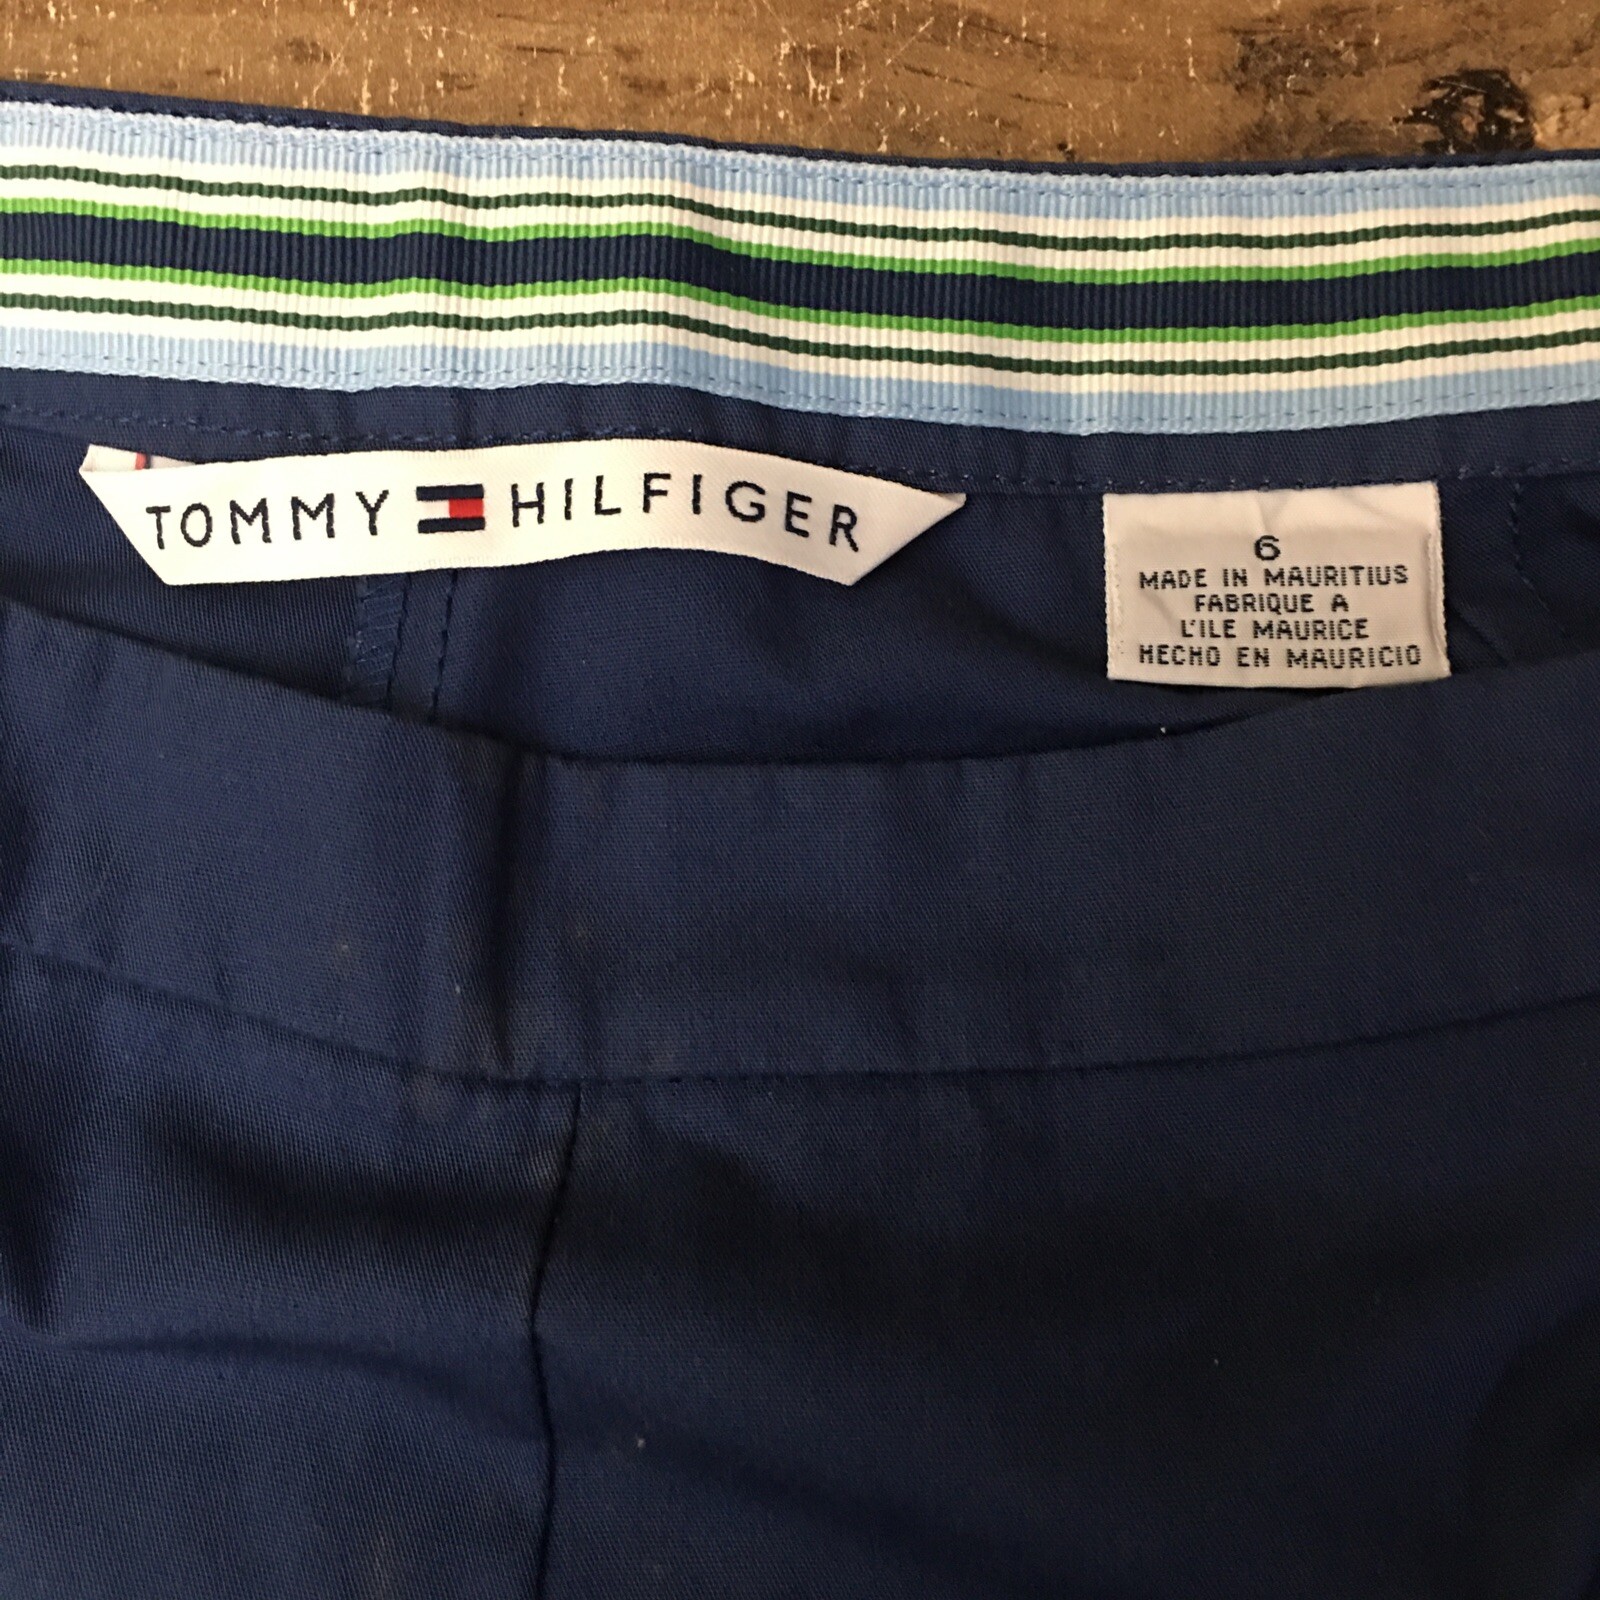 TOMMY HILFIGER
6
MADE IN MAURITIUS
FABRIQUE A
L'ILE MAURICE
HECHO EN MAURICIO